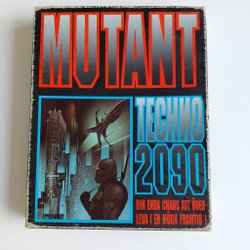 MUTANT
TECHNO
2090
DIN ENDA CHANS ATT ÖVER-
LEVA I EN MÖRK FRAMTID !